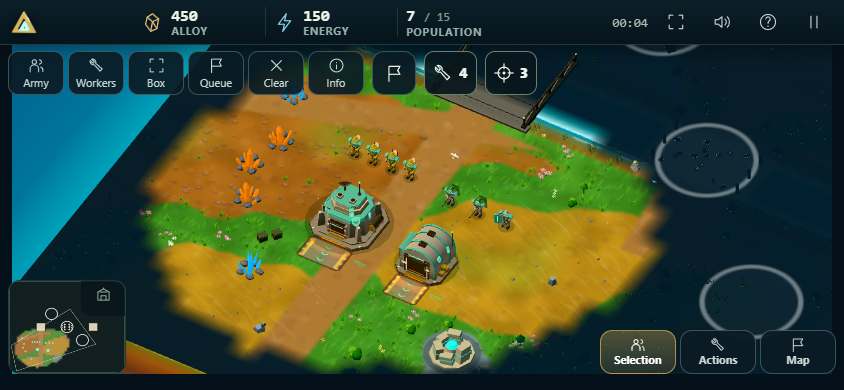 450
ALLOY
150
ENERGY
7 / 15
POPULATION
00:04
Army
Workers
Box
Queue
Clear
Info
4
3
Selection
Actions
Map